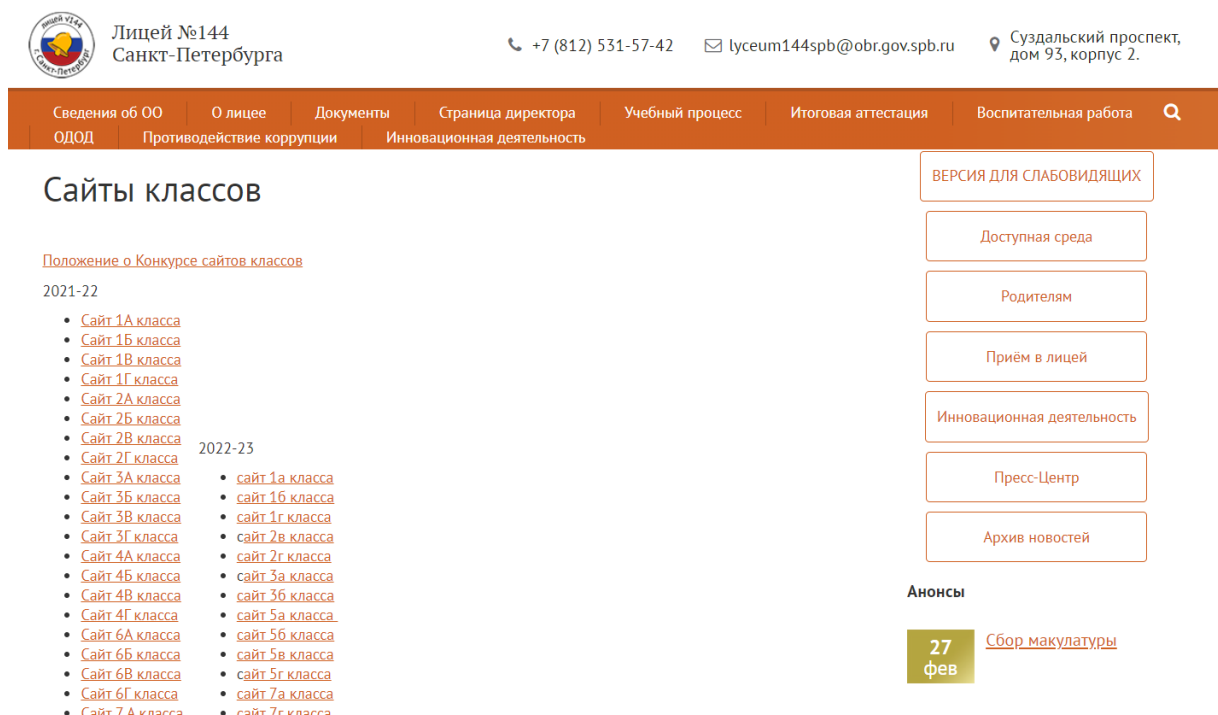 Лицей №144
Санкт-Петербурга
+7 (812) 531-57-42
lyceum144spb@obr.gov.spb.ru
Суздальский проспект,
дом 93, корпус 2.
Сведения об ОО
О лицее
Документы
Страница директора
Учебный процесс
Итоговая аттестация
Воспитательная работа
ОДОД
Противодействие коррупции
Инновационная деятельность
Сайты классов
Положение о Конкурсе сайтов классов
2021-22
Сайт 1А класса
Сайт 1Б класса
Сайт 1В класса
Сайт 1Г класса
Сайт 2А класса
Сайт 2Б класса
Сайт 2В класса
Сайт 2Г класса
Сайт 3А класса
Сайт 3Б класса
Сайт 3В класса
Сайт 3Г класса
Сайт 4А класса
Сайт 4Б класса
Сайт 4В класса
Сайт 4Г класса
Сайт 6А класса
Сайт 6Б класса
Сайт 6В класса
Сайт 6Г класса
Сайт 7 А класса
2022-23
сайт 1а класса
сайт 1б класса
сайт 1г класса
сайт 2в класса
сайт 2г класса
сайт 3а класса
сайт 3б класса
сайт 5а класса
сайт 5б класса
сайт 5в класса
сайт 5г класса
сайт 7а класса
сайт 7г класса
ВЕРСИЯ ДЛЯ СЛАБОВИДЯЩИХ
Доступная среда
Родителям
Приём в лицей
Инновационная деятельность
Пресс-Центр
Архив новостей
Анонсы
27
фев
Сбор макулатуры